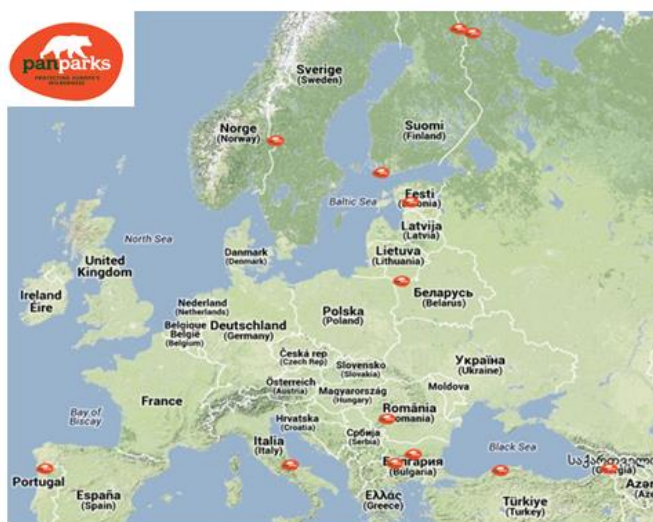 panparks
PROTECTING EUROPE'S
WILDERNESS
Sverige
(Sweden)
Norge
(Norway)
Suomi
(Finland)
Eesti
Baltic Sea
Latvija
(Latvia)
North Sea
Danmark
(Denmark)
Lietuva
(Lithuania)
United
Kingdom
Беларусь
(Belarus)
Ireland
Éire
Nederland
(Netherlands)
Polska
(Poland)
Belgique
België
(Belgium)
Deutschland
(Germany)
Česká rep
(Czech Rep)
Україна
(Ukraine)
Slovensko
(Slovakia)
Österreich
(Austria)
Magyarország
(Hungary)
Moldova
France
Bay of
Biscay
Hrvatska
(Croatia)
România
Србија
(Serbia)
Italia
(Italy)
Black Sea
(Bulgaria)
Portugal
España
(Spain)
Ελλάς
(Greece)
Türkiye
(Turkey)